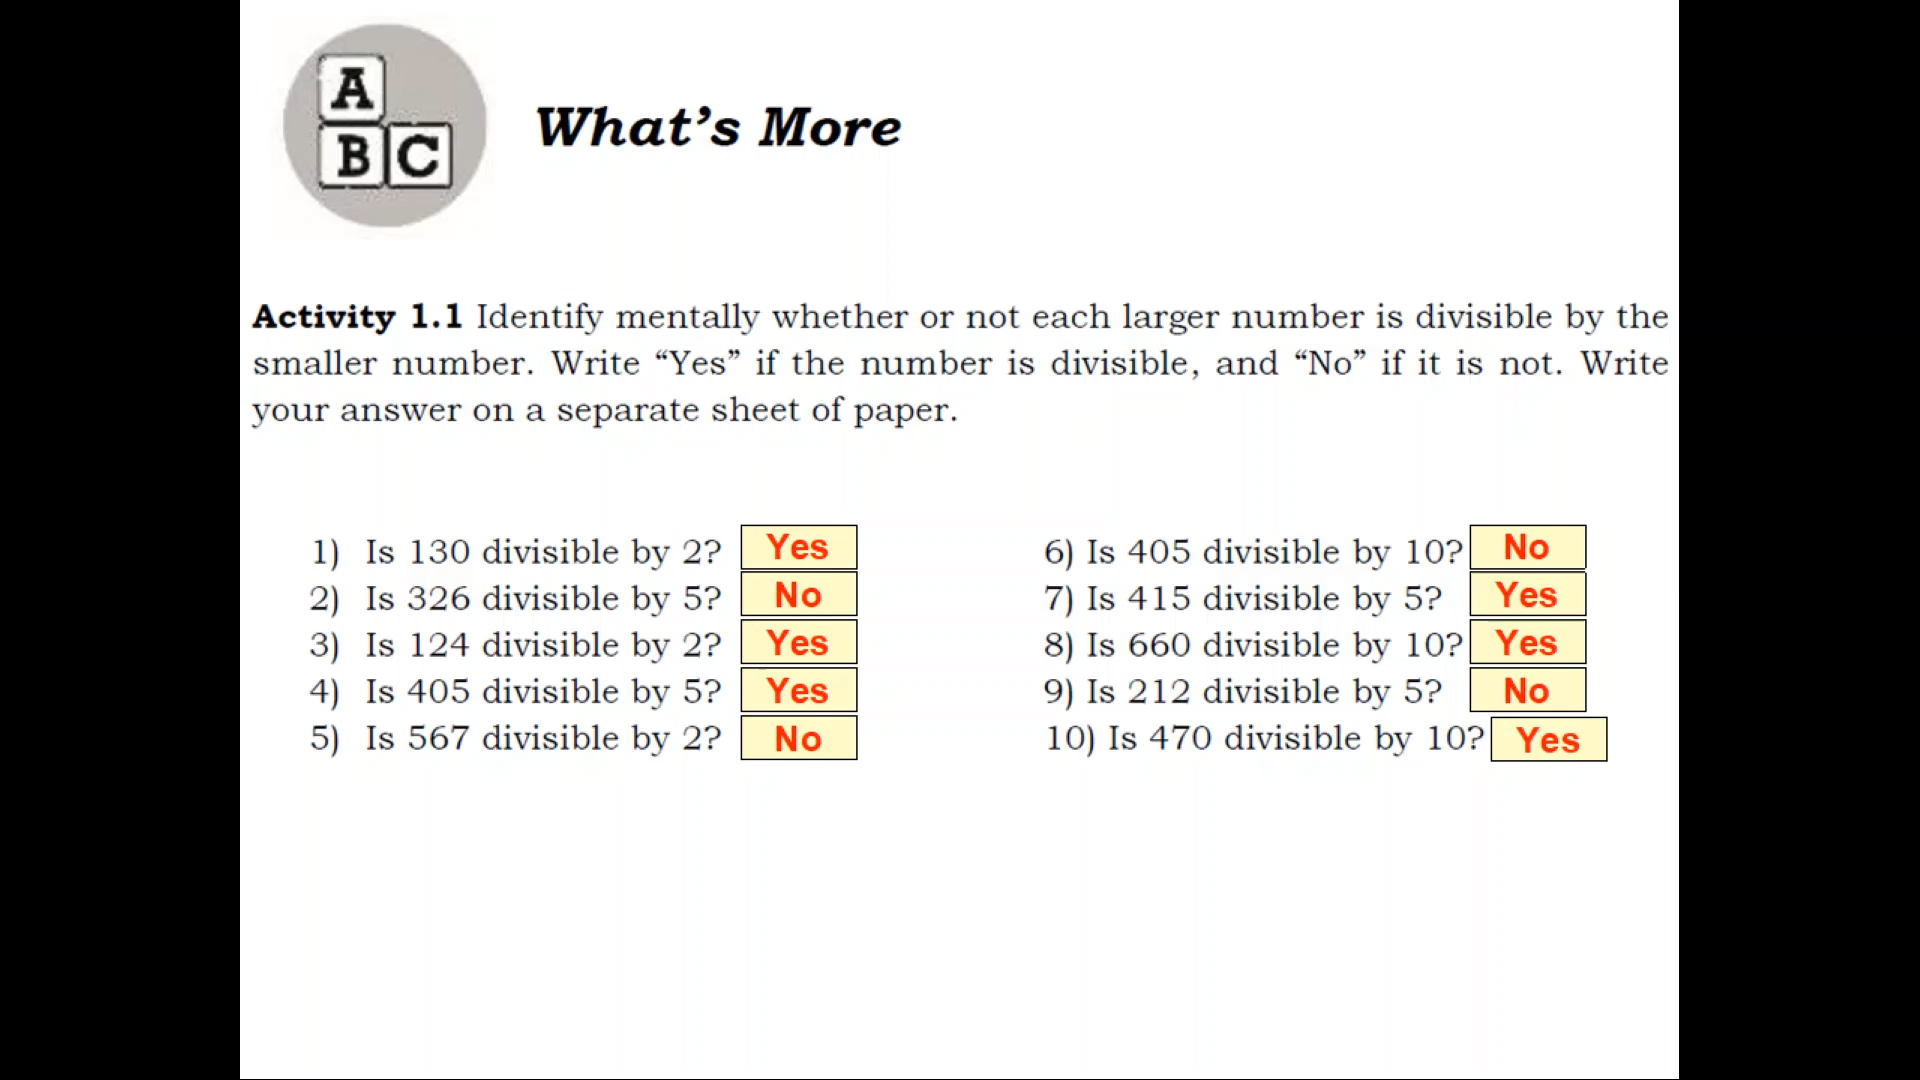 A
B C
What's More
Activity 1.1 Identify mentally whether or not each larger number is divisible by the
smaller number. Write “Yes” if the number is divisible, and “No” if it is not. Write
your answer on a separate sheet of paper.
1) Is 130 divisible by 2? Yes
2) Is 326 divisible by 5? No
3) Is 124 divisible by 2? Yes
4) Is 405 divisible by 5? Yes
5) Is 567 divisible by 2? No
6) Is 405 divisible by 10? No
7) Is 415 divisible by 5? Yes
8) Is 660 divisible by 10? Yes
9) Is 212 divisible by 5? No
10) Is 470 divisible by 10? Yes